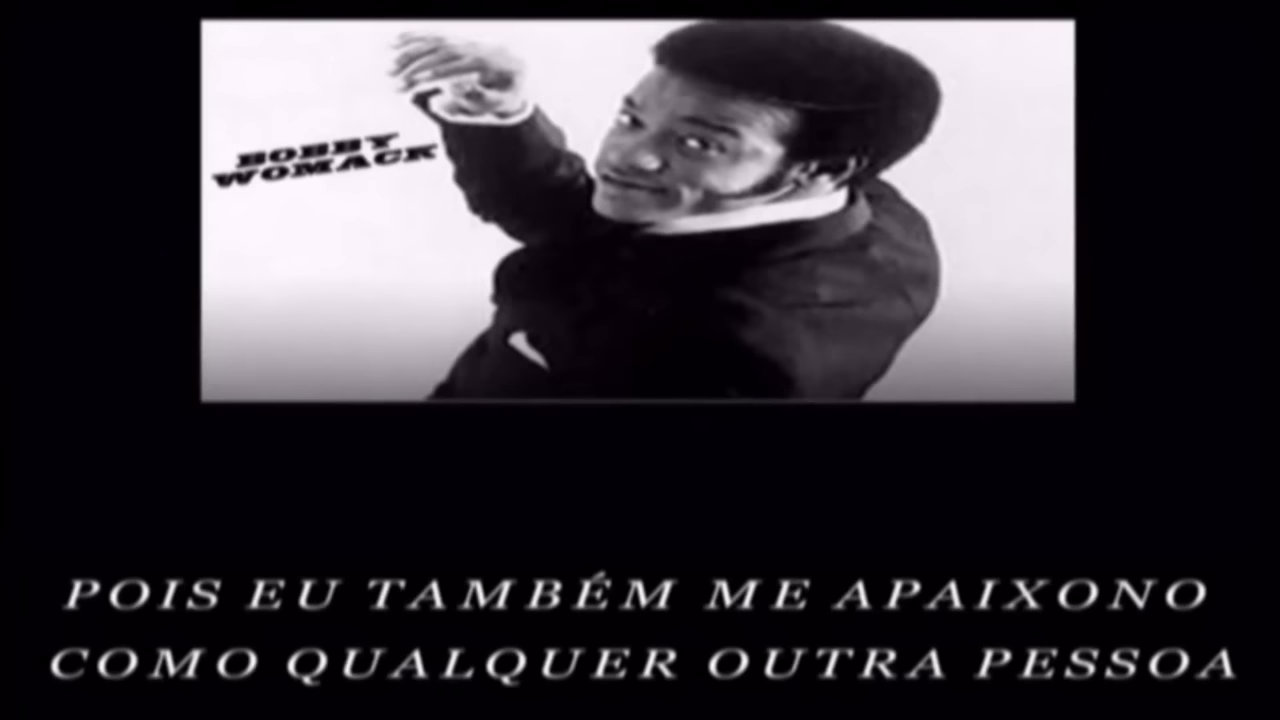 BOBBY
WOMACK
POIS EU TAMBÉM ME APAIXONO
COMO QUALQUER OUTRA PESSOA